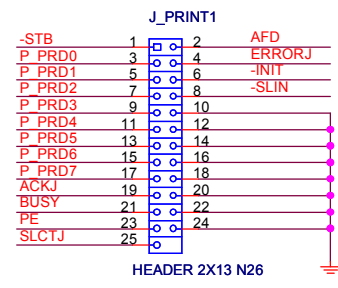 J_PRINT1
-STB 1 2 AFD
P_PRD0 3 4 ERRORJ
P_PRD1 5 6 -INIT
P_PRD2 7 8 -SLIN
P_PRD3 9 10
P_PRD4 11 12
P_PRD5 13 14
P_PRD6 15 16
P_PRD7 17 18
ACKJ 19 20
BUSY 21 22
PE 23 24
SLCTJ 25
HEADER 2X13 N26